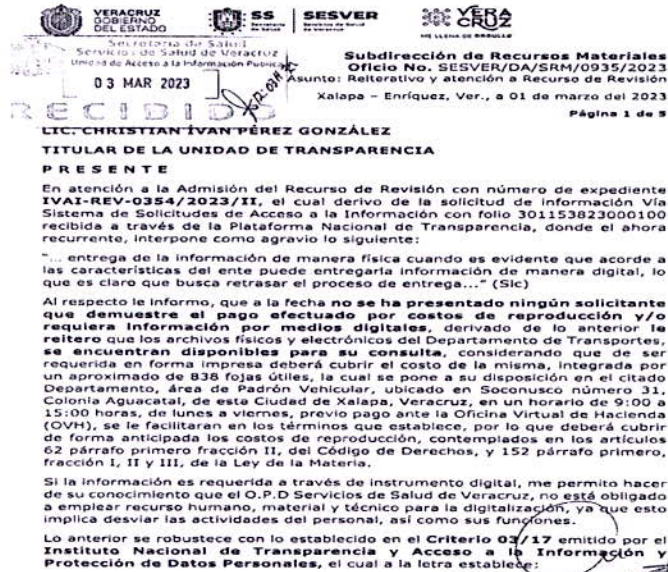 VERACRUZ
GOBIERNO
DEL ESTADO
SS
Secretaría
de Salud
SESVER
Servicios de Salud
de Veracruz
VERA
CRUZ
ME LLENA DE ORGULLO
Secretaría de Salud
Servicios de Salud de Veracruz
Unidad de Acceso a la Información Pública
03 MAR 2023
RECIBIDO
Subdirección de Recursos Materiales
Oficio No. SESVER/DA/SRM/0935/2023
Asunto: Reiterativo y atención a Recurso de Revisión
Xalapa – Enríquez, Ver., a 01 de marzo del 2023
Página 1 de 5
LIC. CHRISTIAN ÍVAN PÉREZ GONZÁLEZ
TITULAR DE LA UNIDAD DE TRANSPARENCIA
P R E S E N T E
En atención a la Admisión del Recurso de Revisión con número de expediente
IVAI-REV-0354/2023/II, el cual derivo de la solicitud de información Vía
Sistema de Solicitudes de Acceso a la Información con folio 301153823000100
recibida a través de la Plataforma Nacional de Transparencia, donde el ahora
recurrente, interpone como agravio lo siguiente:
"... entrega de la información de manera física cuando es evidente que acorde a
las características del ente puede entregarla información de manera digital, lo
que es claro que busca retrasar el proceso de entrega..." (Sic)
Al respecto le informo, que a la fecha no se ha presentado ningún solicitante
que demuestre el pago efectuado por costos de reproducción y/o
requiera información por medios digitales, derivado de lo anterior le
reitero que los archivos físicos y electrónicos del Departamento de Transportes,
se encuentran disponibles para su consulta, considerando que de ser
requerida en forma impresa deberá cubrir el costo de la misma, integrada por
un aproximado de 838 fojas útiles, la cual se pone a su disposición en el citado
Departamento, área de Padrón Vehicular, ubicado en Soconusco número 31,
Colonia Aguacatal, de esta Ciudad de Xalapa, Veracruz, en un horario de 9:00 a
15:00 horas, de lunes a viernes, previo pago ante la Oficina Virtual de Hacienda
(OVH), se le facilitaran en los términos que establece, por lo que deberá cubrir
de forma anticipada los costos de reproducción, contemplados en los artículos
62 párrafo primero fracción II, del Código de Derechos, y 152 párrafo primero,
fracción I, II y III, de la Ley de la Materia.
Si la información es requerida a través de instrumento digital, me permito hacer
de su conocimiento que el O.P.D Servicios de Salud de Veracruz, no está obligado
a emplear recurso humano, material y técnico para la digitalización, ya que esto
implica desviar las actividades del personal, así como sus funciones.
Lo anterior se robustece con lo establecido en el Criterio 03/17 emitido por el
Instituto Nacional de Transparencia y Acceso a la Información y
Protección de Datos Personales, el cual a la letra establece: